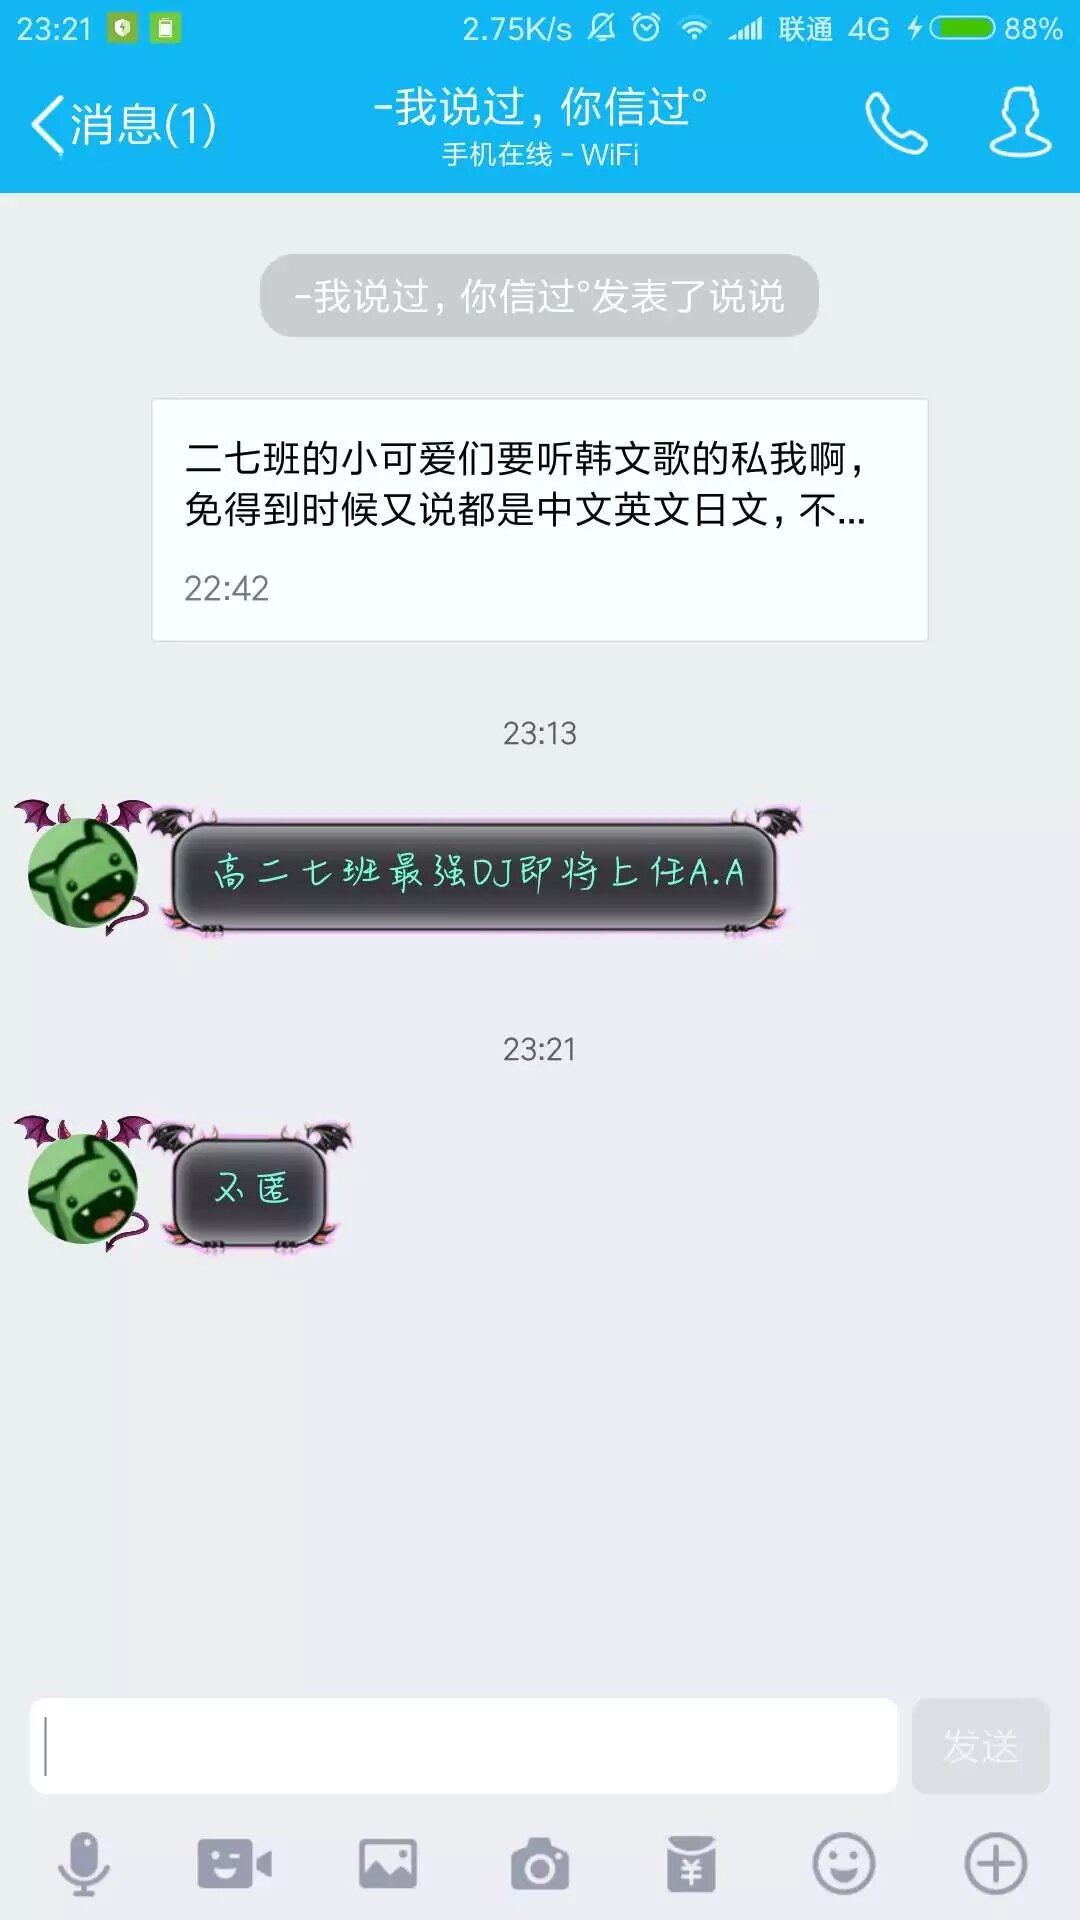 23:21 2.75K/s 联通 4G 88%
消息(1)
-我说过，你信过°
手机在线 - WiFi
-我说过，你信过°发表了说说
二七班的小可爱们要听韩文歌的私我啊，
免得到时候又说都是中文英文日文，不...
22:42
23:13
高二七班最强DJ即将上任A.A
23:21
不匿
发送